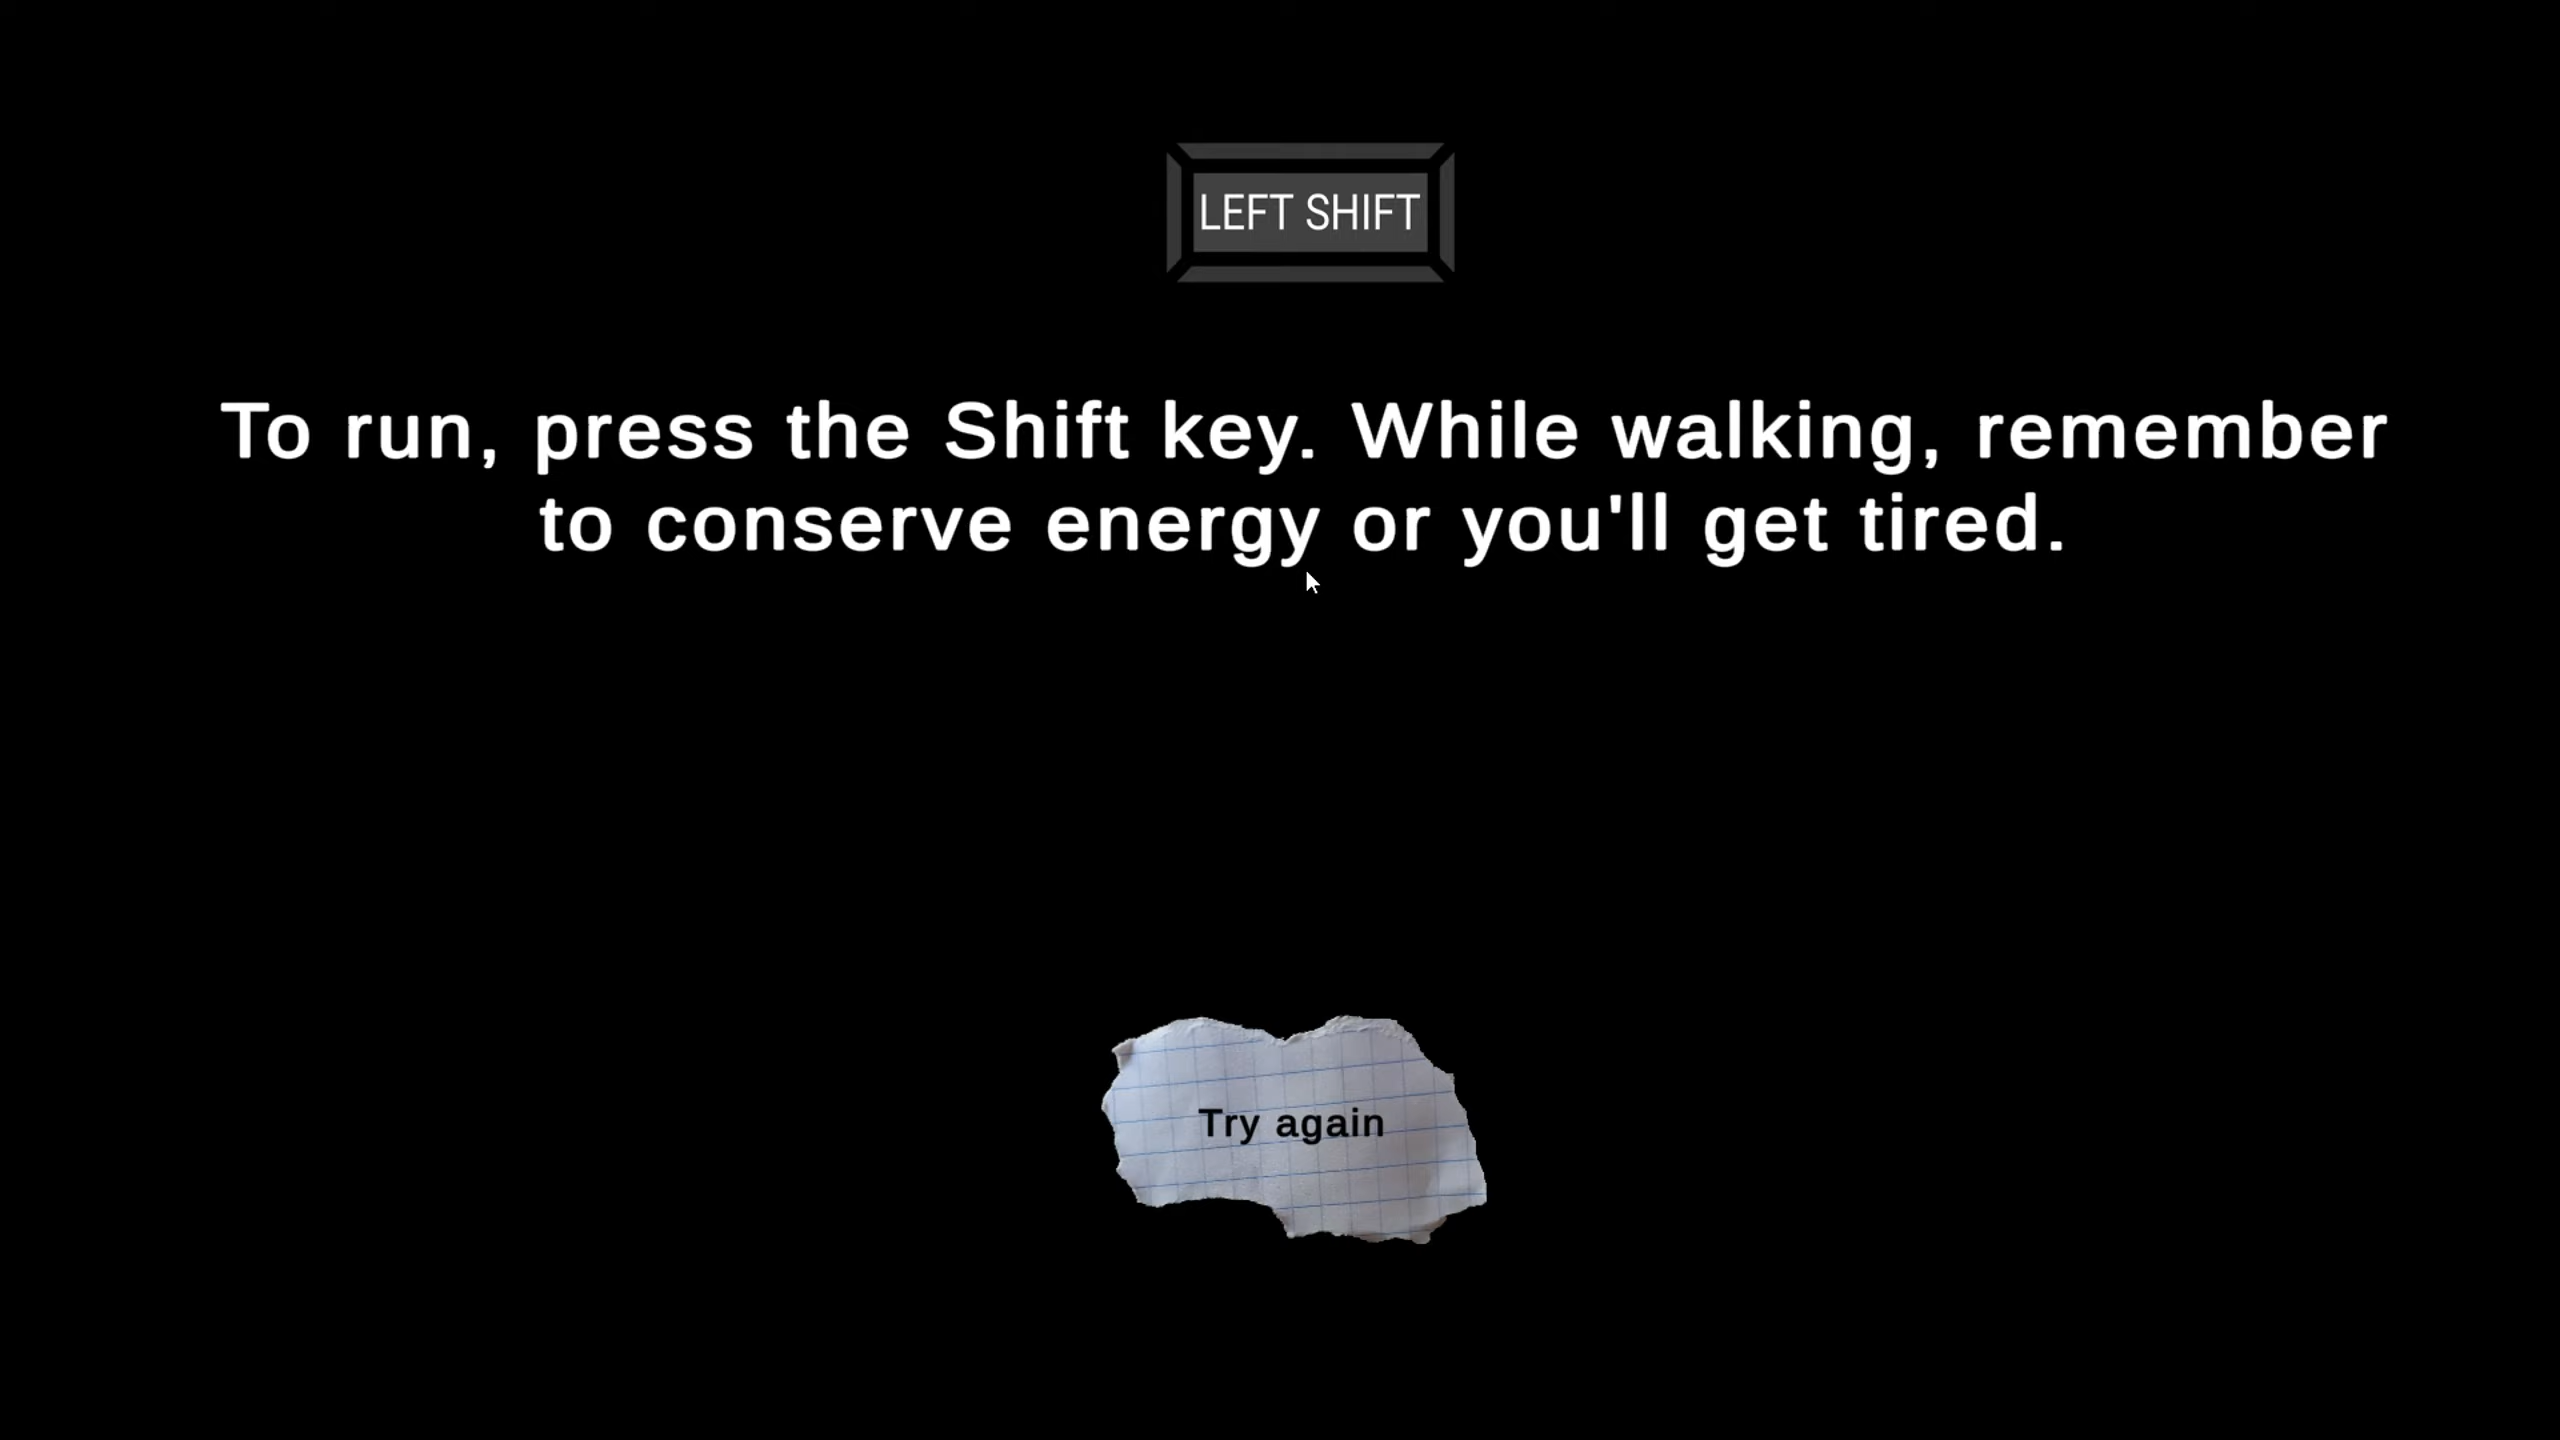 LEFT SHIFT
To run, press the Shift key. While walking, remember
to conserve energy or you'll get tired.
Try again